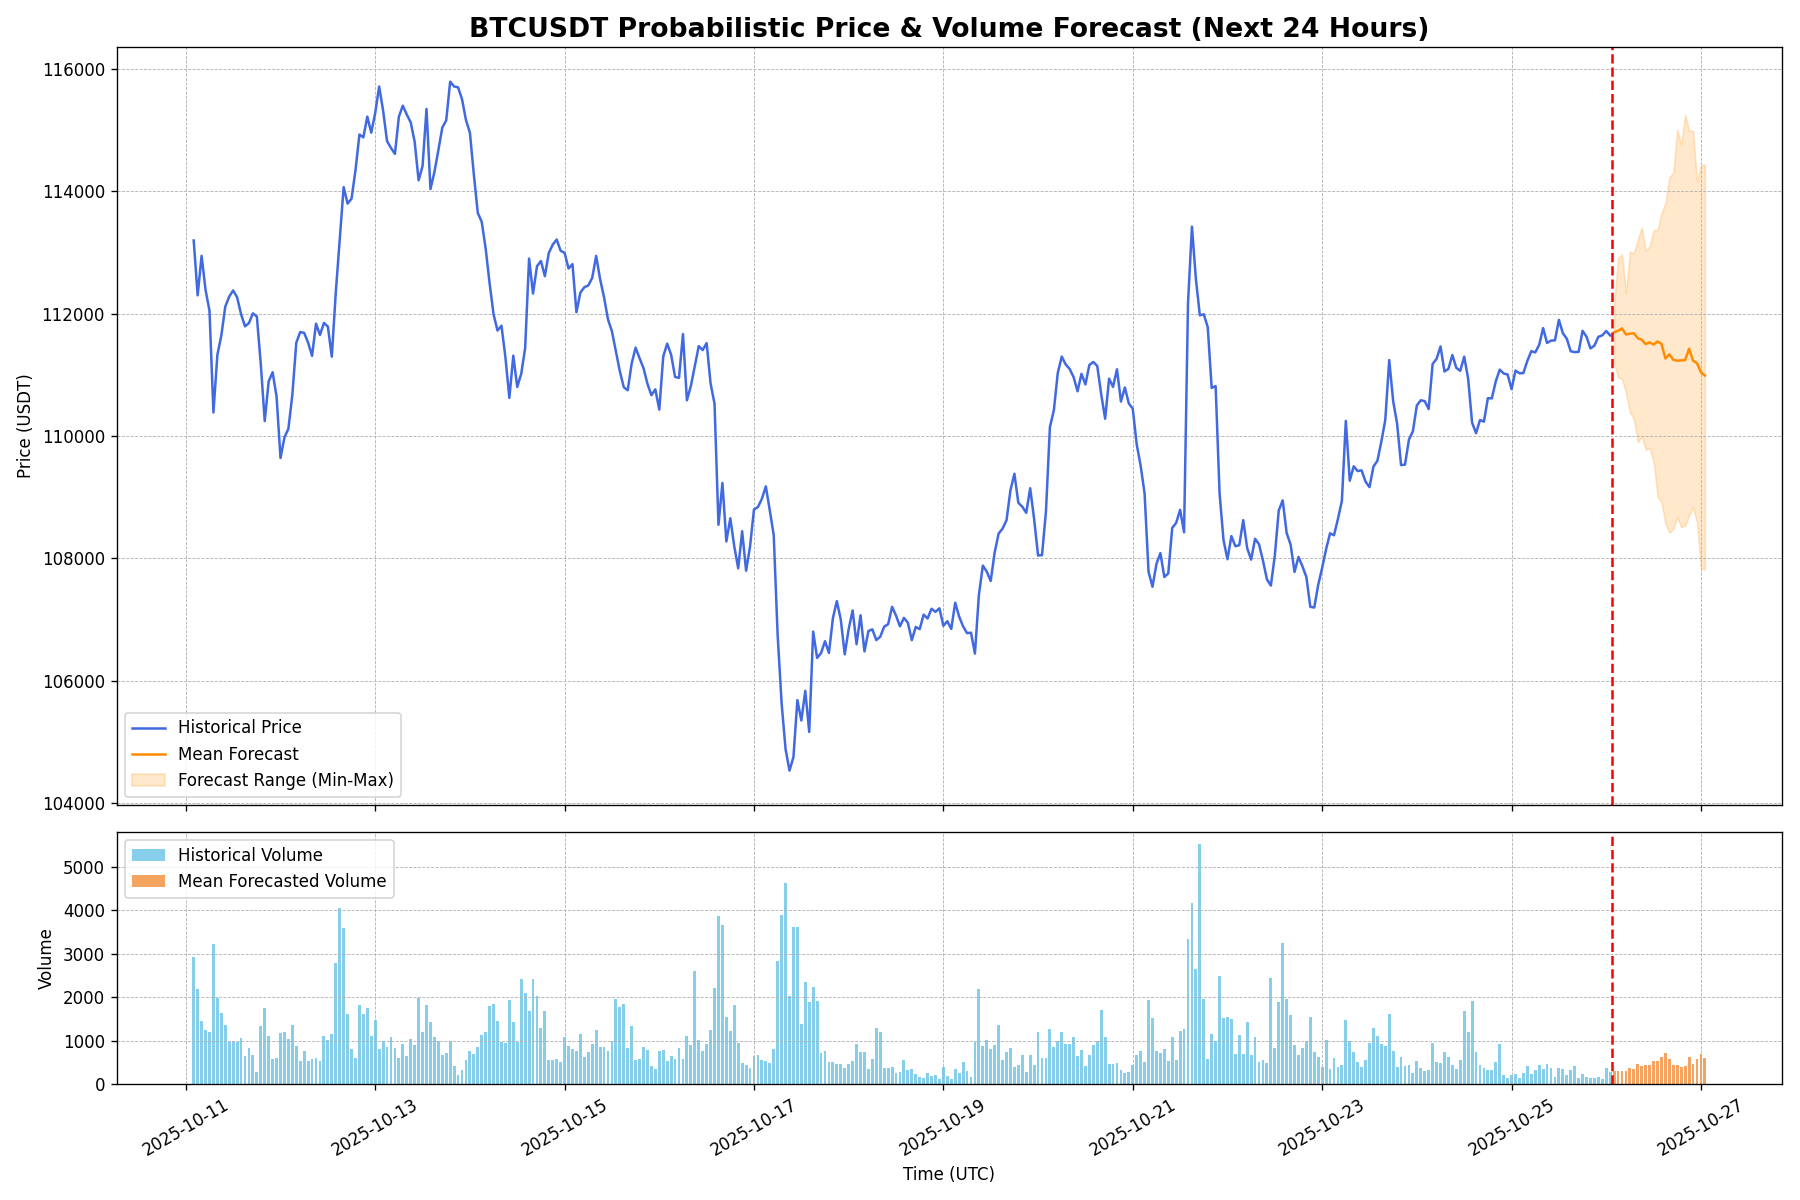 BTCUSDT Probabilistic Price & Volume Forecast (Next 24 Hours)
116000
114000
112000
110000
108000
106000
104000
Price (USDT)
Historical Price
Mean Forecast
Forecast Range (Min-Max)
5000
4000
3000
2000
1000
0
Volume
Historical Volume
Mean Forecasted Volume
2025-10-11
2025-10-13
2025-10-15
2025-10-17
2025-10-19
2025-10-21
2025-10-23
2025-10-25
2025-10-27
Time (UTC)